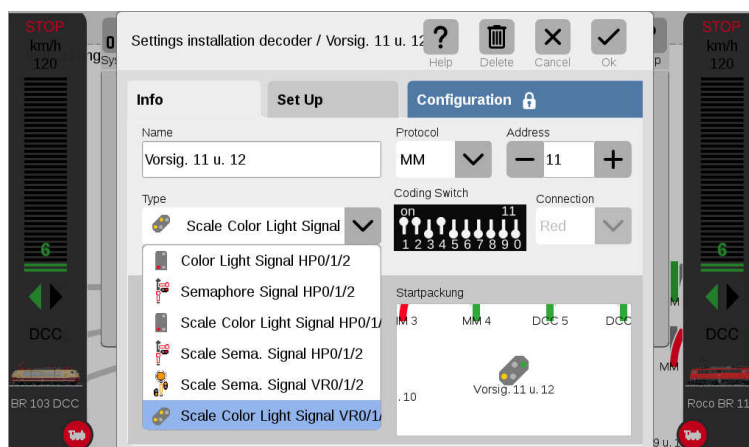 STOP
km/h
120
6
DCC
BR 103 DCC
Settings installation decoder / Vorsig. 11 u. 12
?
Help
Delete
Cancel
Ok
Info
Set Up
Configuration
Name
Vorsig. 11 u. 12
Protocol
MM
Address
11
Type
Scale Color Light Signal
Coding Switch
on 11
1 2 3 4 5 6 7 8 9 0
Connection
Red
Color Light Signal HP0/1/2
Semaphore Signal HP0/1/2
Scale Color Light Signal HP0/1/
Scale Sema. Signal HP0/1/2
Scale Sema. Signal VR0/1/2
Scale Color Light Signal VR0/1/
Startpackung
MM 4
DCC 5
DCC
. 10
Vorsig. 11 u. 12
STOP
km/h
120
6
DCC
Roco BR 11
9 u. 1